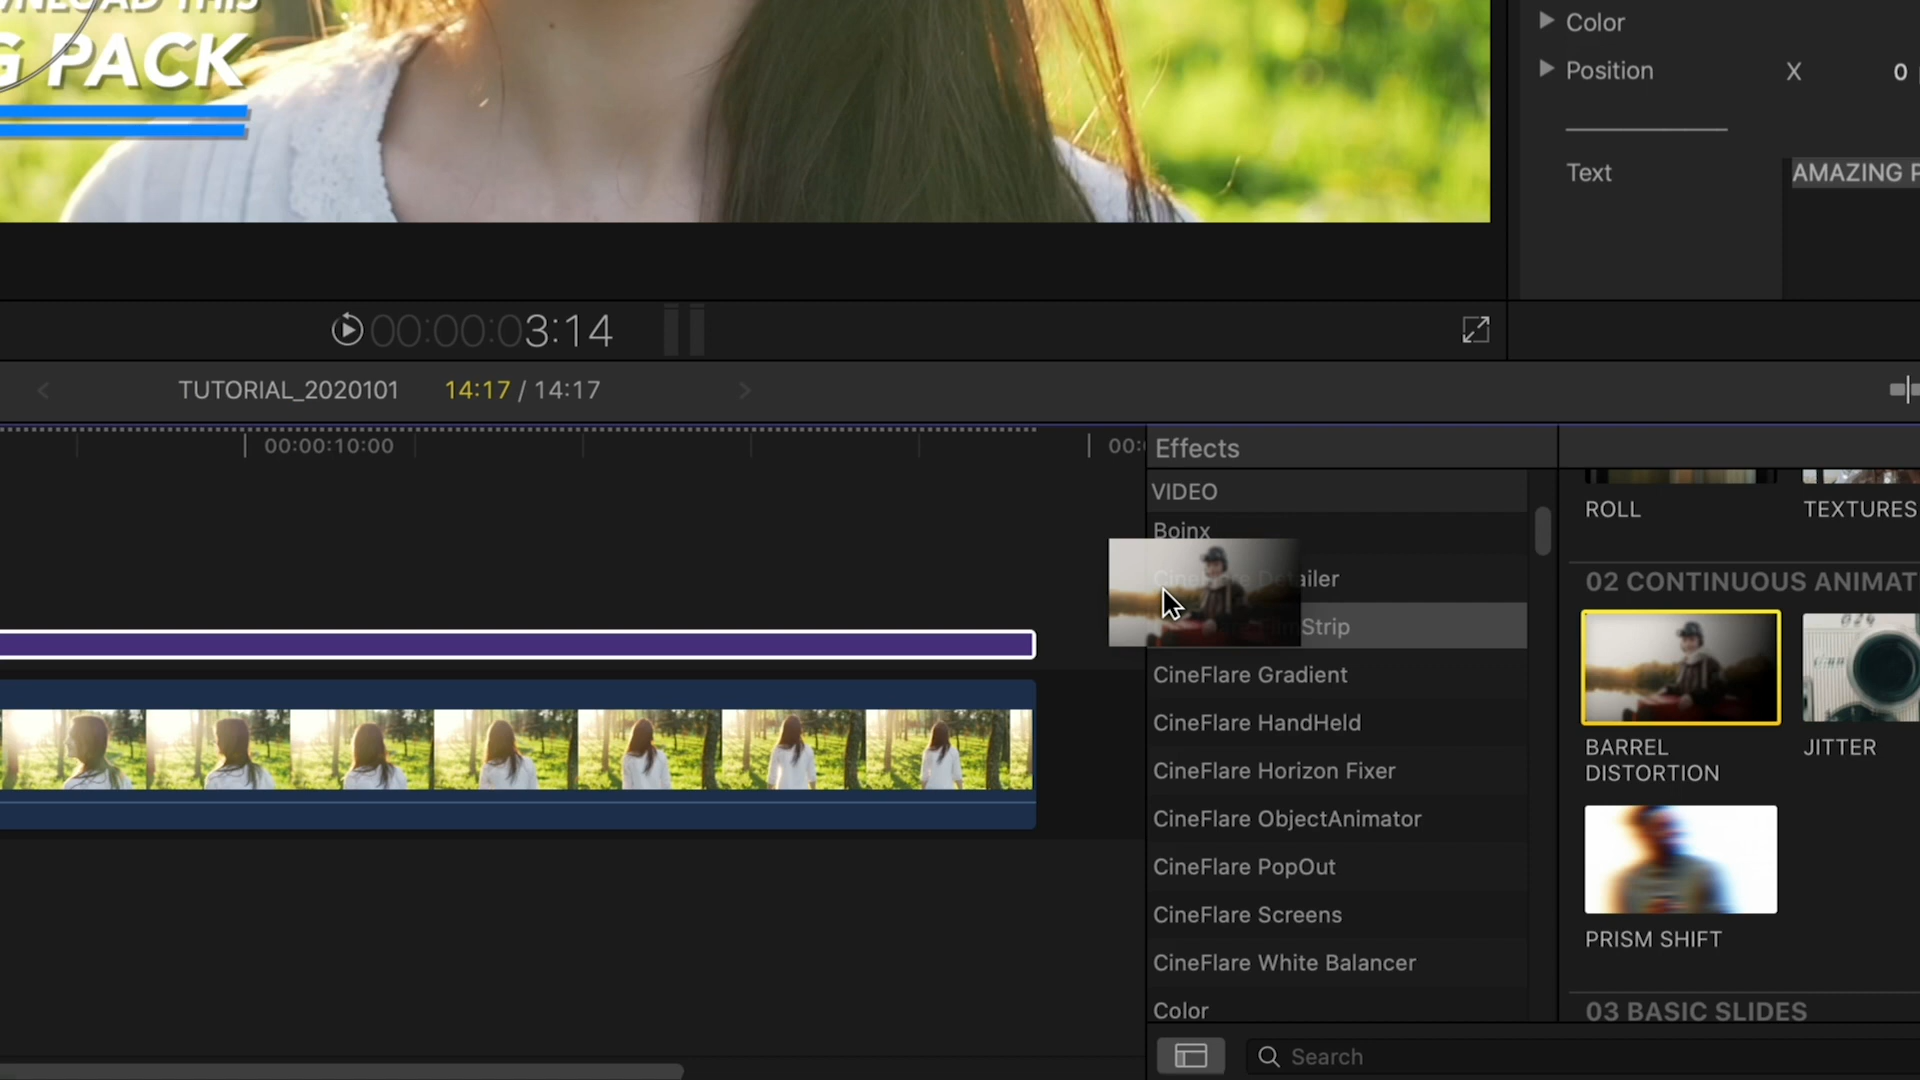 THIS
G PACK
Color
Position X 0
Text AMAZING P
00:00:03:14
TUTORIAL_2020101 14:17 / 14:17
00:00:10:00
00:
Effects
VIDEO
Boinx
CineFlare Detailer
Strip
CineFlare Gradient
CineFlare HandHeld
CineFlare Horizon Fixer
CineFlare ObjectAnimator
CineFlare PopOut
CineFlare Screens
CineFlare White Balancer
Color
Search
ROLL
TEXTURES
02 CONTINUOUS ANIMAT
BARREL
DISTORTION
JITTER
PRISM SHIFT
03 BASIC SLIDES